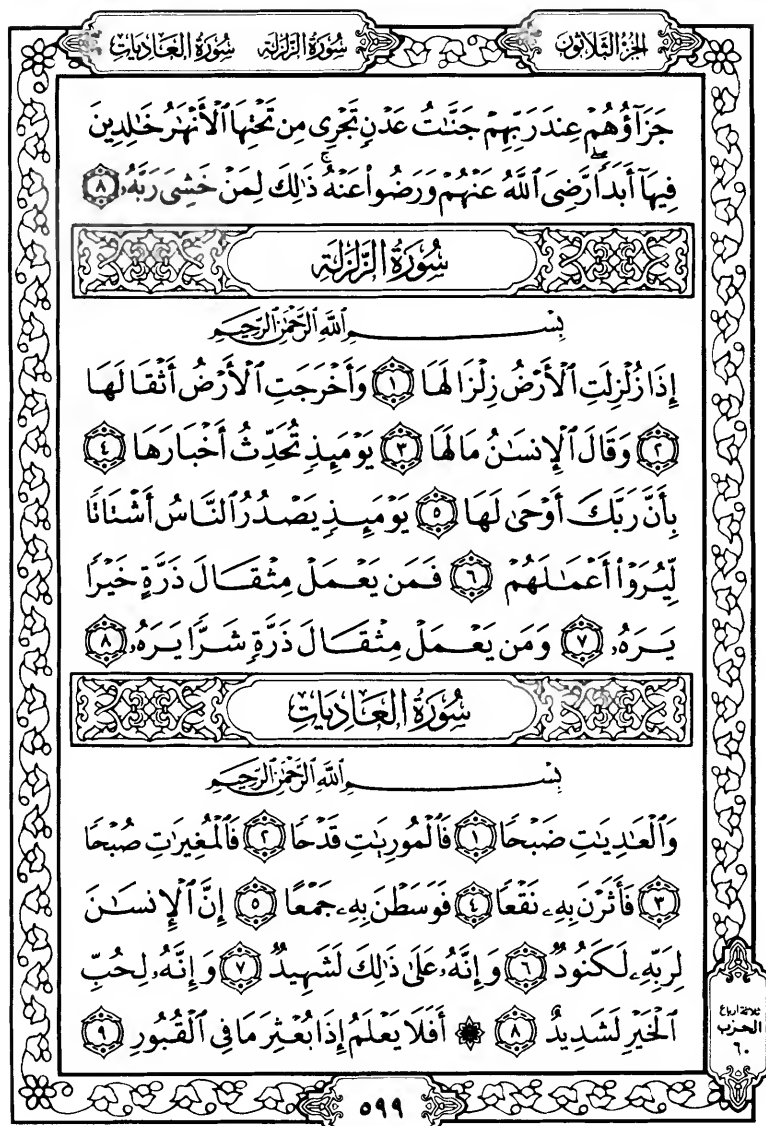 الجزء الثلاثون
سورة الزلزلة سورة العاديات
جَزَآؤُهُمْ عِندَ رَبِّهِمْ جَنَّٰتُ عَدْنٍ تَجْرِى مِن تَحْتِهَا ٱلْأَنْهَٰرُ خَٰلِدِينَ
فِيهَآ أَبَدًاۖ رَّضِىَ ٱللَّهُ عَنْهُمْ وَرَضُوا۟ عَنْهُۚ ذَٰلِكَ لِمَنْ خَشِىَ رَبَّهُۥ ٨
سُورَةُ الزَّلْزَلَةِ
بِسْمِ ٱللَّهِ ٱلرَّحْمَٰنِ ٱلرَّحِيمِ
إِذَا زُلْزِلَتِ ٱلْأَرْضُ زِلْزَالَهَا ١ وَأَخْرَجَتِ ٱلْأَرْضُ أَثْقَالَهَا
٢ وَقَالَ ٱلْإِنسَٰنُ مَا لَهَا ٣ يَوْمَئِذٍ تُحَدِّثُ أَخْبَارَهَا ٤
بِأَنَّ رَبَّكَ أَوْحَىٰ لَهَا ٥ يَوْمَئِذٍ يَصْدُرُ ٱلنَّاسُ أَشْتَاتًا
لِّيُرَوْا۟ أَعْمَٰلَهُمْ ٦ فَمَن يَعْمَلْ مِثْقَالَ ذَرَّةٍ خَيْرًا
يَرَهُۥ ٧ وَمَن يَعْمَلْ مِثْقَالَ ذَرَّةٍ شَرًّا يَرَهُۥ ٨
سُورَةُ العَادِيَاتِ
بِسْمِ ٱللَّهِ ٱلرَّحْمَٰنِ ٱلرَّحِيمِ
وَٱلْعَٰدِيَٰتِ ضَبْحًا ١ فَٱلْمُورِيَٰتِ قَدْحًا ٢ فَٱلْمُغِيرَٰتِ صُبْحًا
٣ فَأَثَرْنَ بِهِۦ نَقْعًا ٤ فَوَسَطْنَ بِهِۦ جَمْعًا ٥ إِنَّ ٱلْإِنسَٰنَ
لِرَبِّهِۦ لَكَنُودٌ ٦ وَإِنَّهُۥ عَلَىٰ ذَٰلِكَ لَشَهِيدٌ ٧ وَإِنَّهُۥ لِحُبِّ
ٱلْخَيْرِ لَشَدِيدٌ ٨ ۞ أَفَلَا يَعْلَمُ إِذَا بُعْثِرَ مَا فِى ٱلْقُبُورِ ٩
ثلاثة أرباع
الحزب
٦٠
٥٩٩